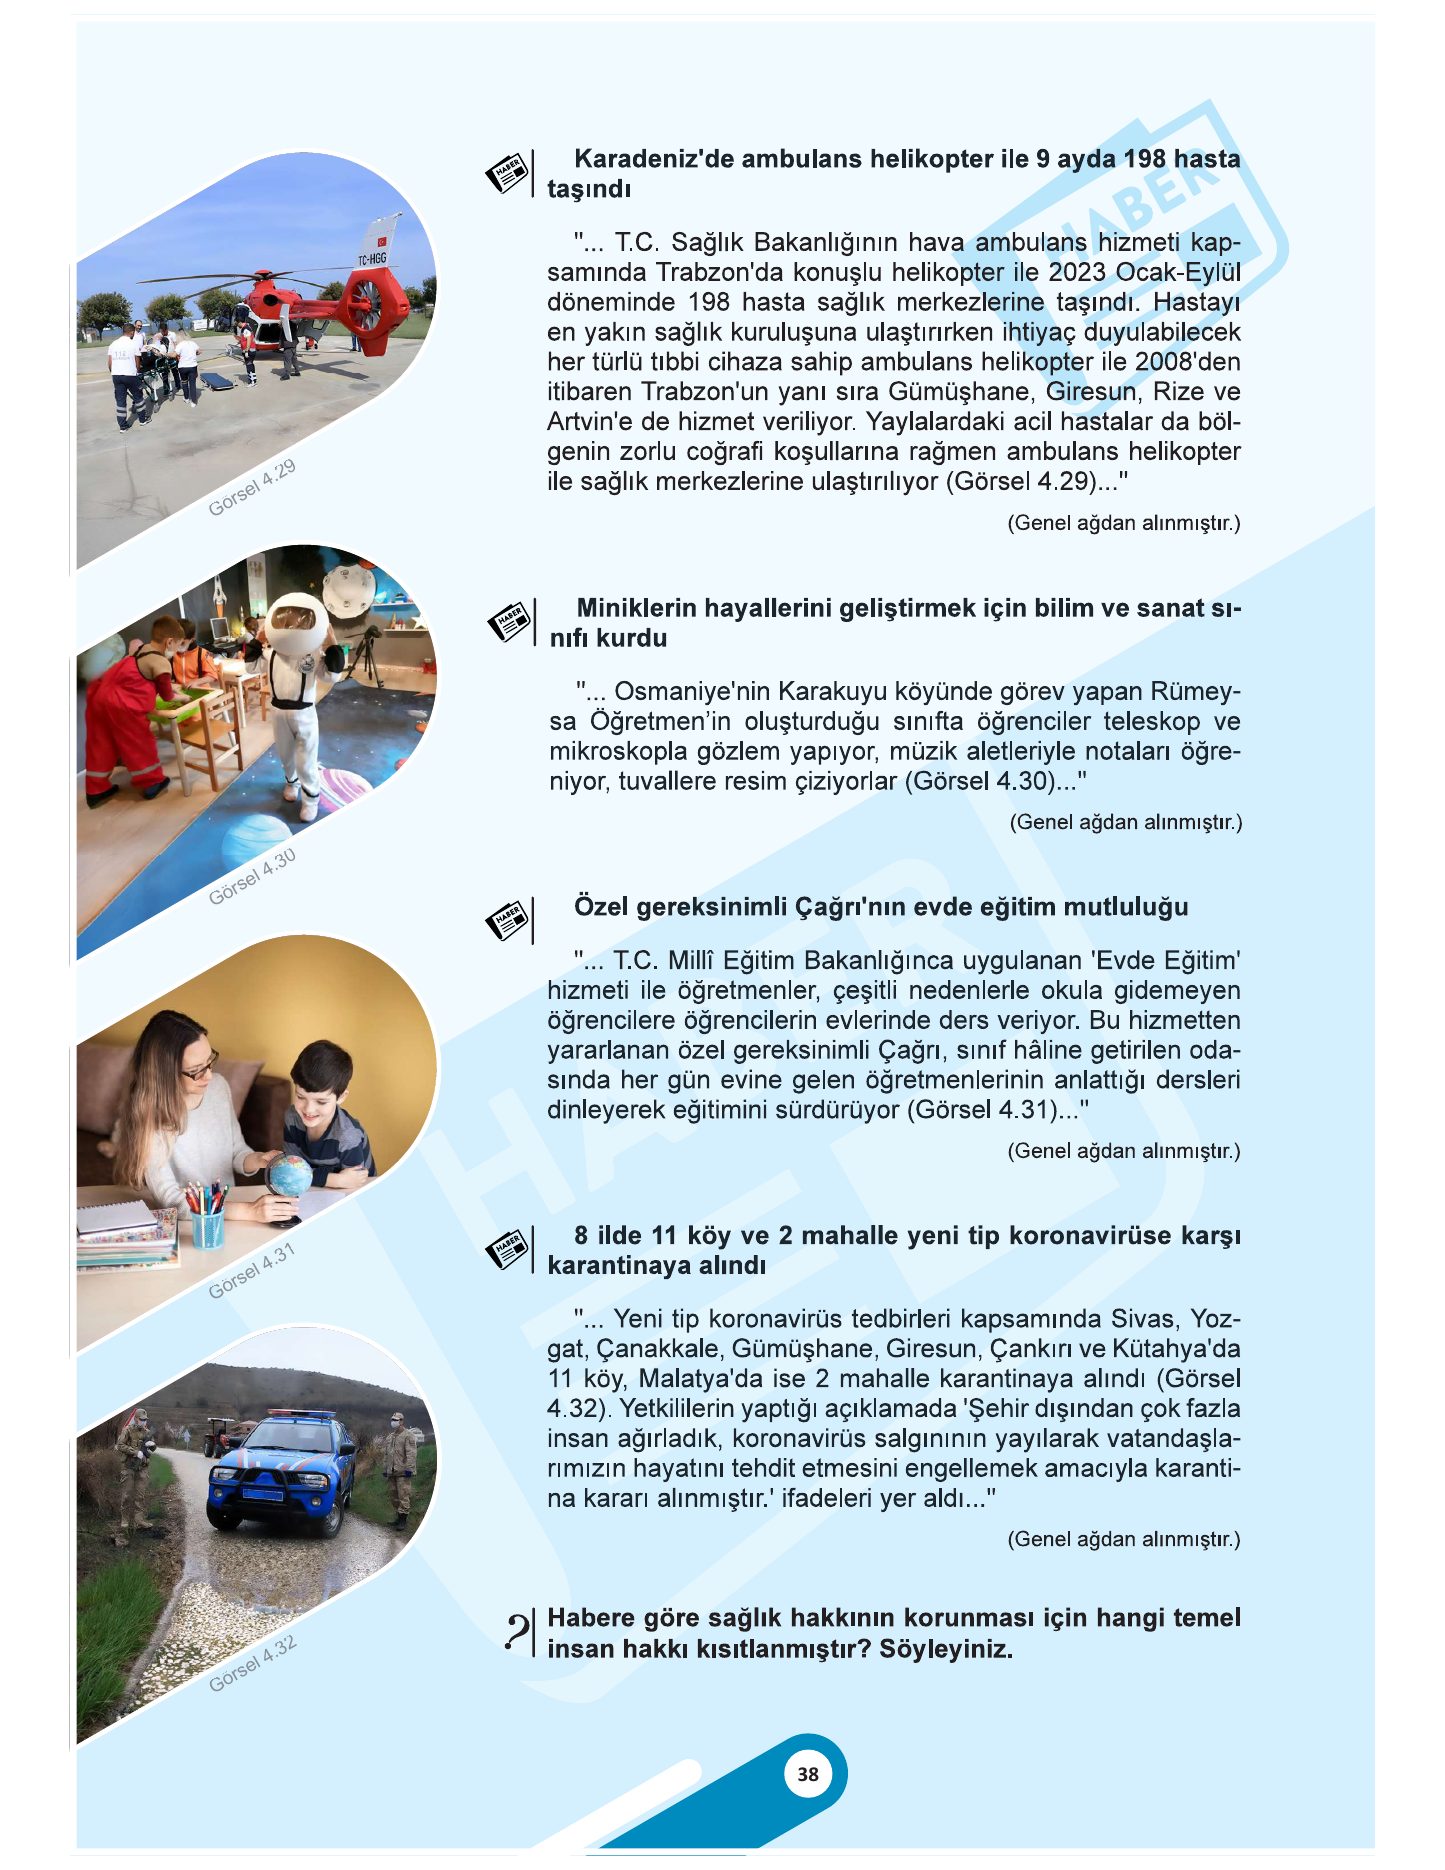 Karadeniz'de ambulans helikopter ile 9 ayda 198 hasta
taşındı
"... T.C. Sağlık Bakanlığının hava ambulans hizmeti kap-
samında Trabzon'da konuşlu helikopter ile 2023 Ocak-Eylül
döneminde 198 hasta sağlık merkezlerine taşındı. Hastayı
en yakın sağlık kuruluşuna ulaştırırken ihtiyaç duyulabilecek
her türlü tıbbi cihaza sahip ambulans helikopter ile 2008'den
itibaren Trabzon'un yanı sıra Gümüşhane, Giresun, Rize ve
Artvin'e de hizmet veriliyor. Yaylalardaki acil hastalar da böl-
genin zorlu coğrafi koşullarına rağmen ambulans helikopter
ile sağlık merkezlerine ulaştırılıyor (Görsel 4.29)..."
(Genel ağdan alınmıştır.)
TC-HGG
112
Görsel 4.29
HABER
HABER
Miniklerin hayallerini geliştirmek için bilim ve sanat sı-
nıfı kurdu
"... Osmaniye'nin Karakuyu köyünde görev yapan Rümey-
sa Öğretmen’in oluşturduğu sınıfta öğrenciler teleskop ve
mikroskopla gözlem yapıyor, müzik aletleriyle notaları öğre-
niyor, tuvallere resim çiziyorlar (Görsel 4.30)..."
(Genel ağdan alınmıştır.)
Görsel 4.30
HABER
Özel gereksinimli Çağrı'nın evde eğitim mutluluğu
"... T.C. Millî Eğitim Bakanlığınca uygulanan 'Evde Eğitim'
hizmeti ile öğretmenler, çeşitli nedenlerle okula gidemeyen
öğrencilere öğrencilerin evlerinde ders veriyor. Bu hizmetten
yararlanan özel gereksinimli Çağrı, sınıf hâline getirilen oda-
sında her gün evine gelen öğretmenlerinin anlattığı dersleri
dinleyerek eğitimini sürdürüyor (Görsel 4.31)..."
(Genel ağdan alınmıştır.)
Görsel 4.31
HABER
HABER
8 ilde 11 köy ve 2 mahalle yeni tip koronavirüse karşı
karantinaya alındı
"... Yeni tip koronavirüs tedbirleri kapsamında Sivas, Yoz-
gat, Çanakkale, Gümüşhane, Giresun, Çankırı ve Kütahya'da
11 köy, Malatya'da ise 2 mahalle karantinaya alındı (Görsel
4.32). Yetkililerin yaptığı açıklamada 'Şehir dışından çok fazla
insan ağırladık, koronavirüs salgınının yayılarak vatandaşla-
rımızın hayatını tehdit etmesini engellemek amacıyla karanti-
na kararı alınmıştır.' ifadeleri yer aldı..."
(Genel ağdan alınmıştır.)
Görsel 4.32
HABER
Habere göre sağlık hakkının korunması için hangi temel
insan hakkı kısıtlanmıştır? Söyleyiniz.
38